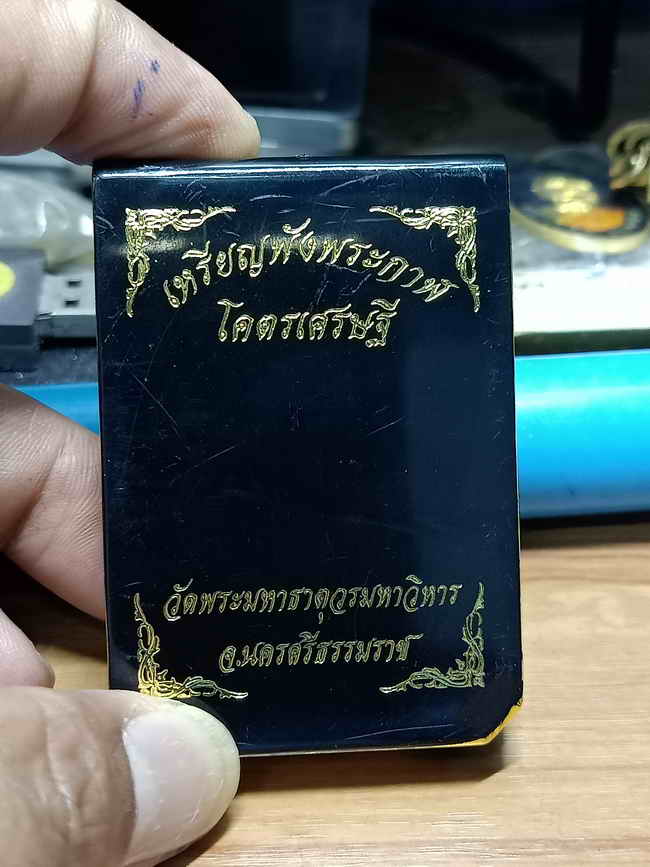 เหรียญพังพระกาฬ
โคตรเศรษฐี
วัดพระมหาธาตุวรมหาวิหาร
จ.นครศรีธรรมราช